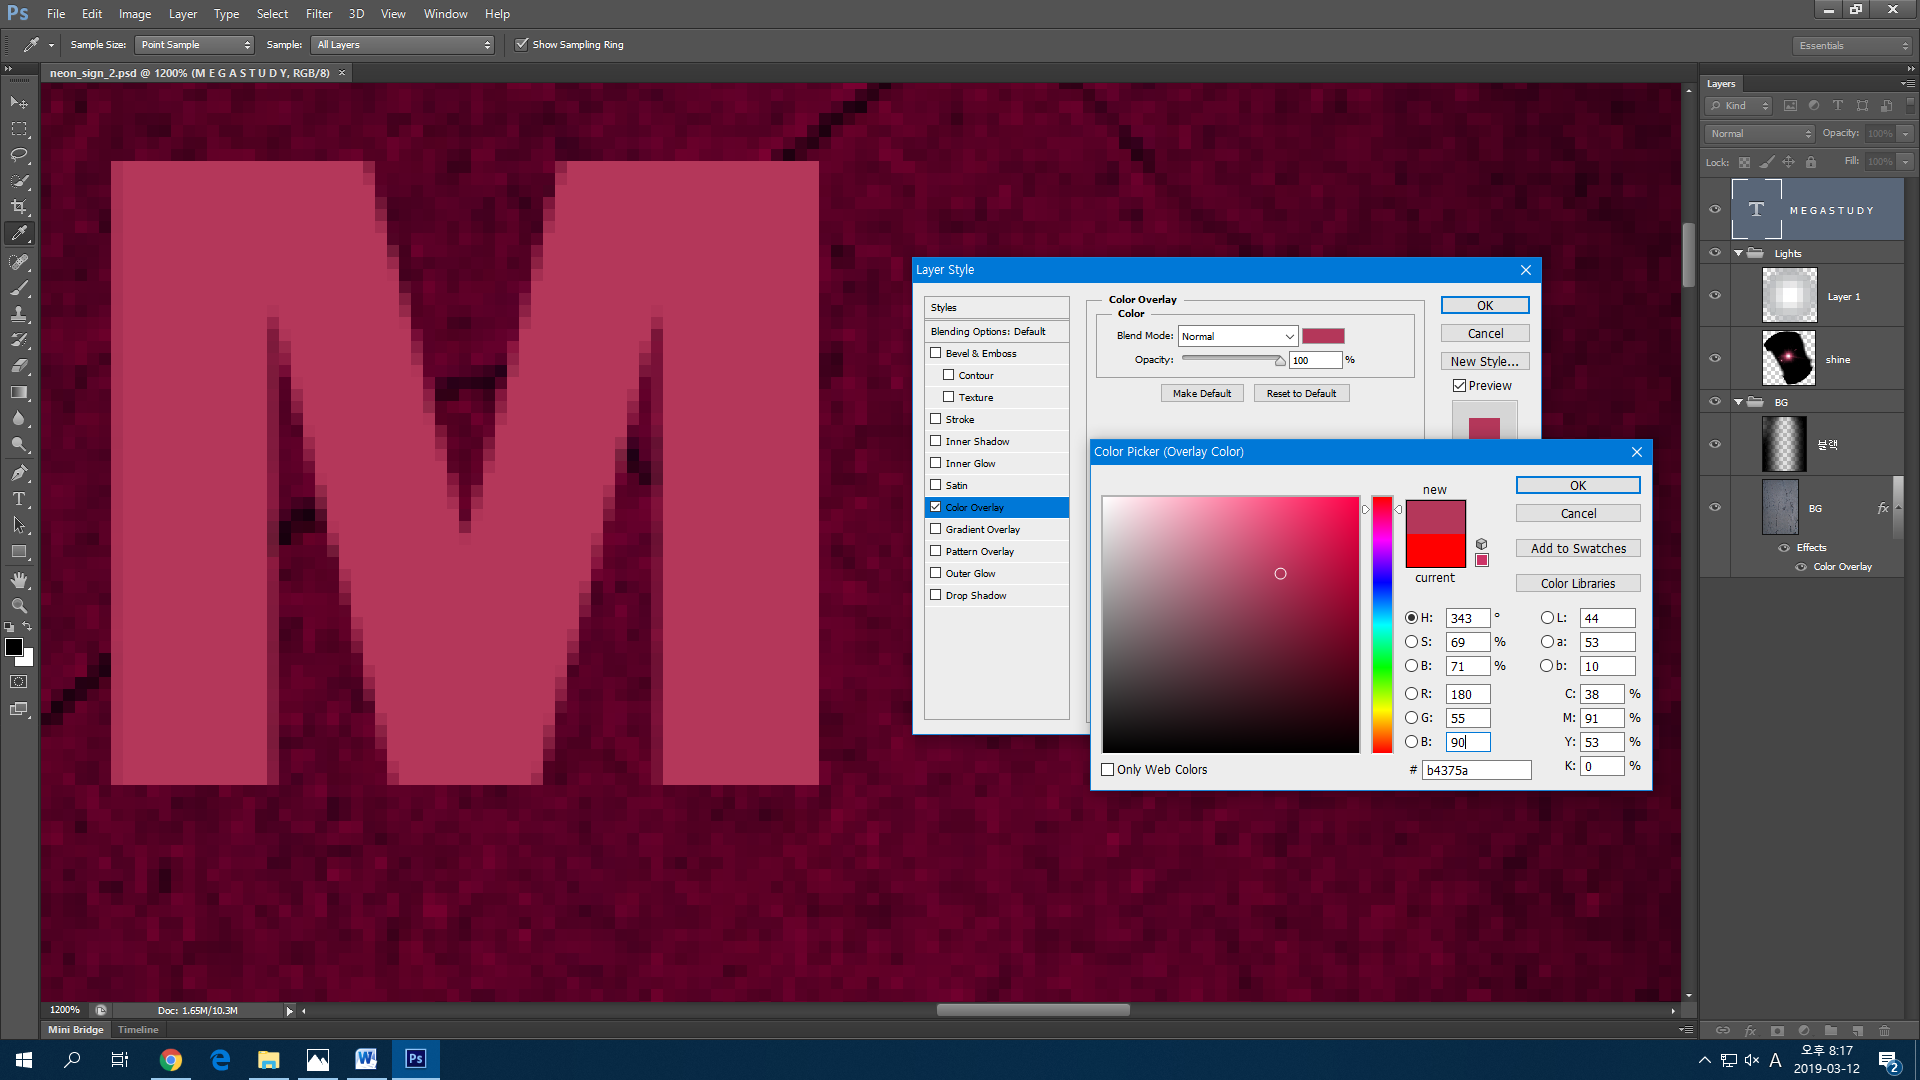 Ps File Edit Image Layer Type Select Filter 3D View Window Help
Sample Size: Point Sample Sample: All Layers Show Sampling Ring Essentials
neon_sign_2.psd @ 1200% (M E G A S T U D Y, RGB/8) ×
Layers
Kind
Normal Opacity: 100%
Lock: Fill: 100%
T M E G A S T U D Y
Lights
Layer 1
shine
BG
블랙
BG fx
Effects
Color Overlay
M
Layer Style
Styles
Blending Options: Default
Bevel & Emboss
Contour
Texture
Stroke
Inner Shadow
Inner Glow
Satin
Color Overlay
Gradient Overlay
Pattern Overlay
Outer Glow
Drop Shadow
Color Overlay
Color
Blend Mode: Normal
Opacity: 100 %
Make Default Reset to Default
OK
Cancel
New Style...
Preview
Color Picker (Overlay Color)
new
current
OK
Cancel
Add to Swatches
Color Libraries
H: 343 °
S: 69 %
B: 71 %
R: 180
G: 55
B: 90
# b4375a
L: 44
a: 53
b: 10
C: 38 %
M: 91 %
Y: 53 %
K: 0 %
Only Web Colors
1200% Doc: 1.65M/10.3M
Mini Bridge Timeline
Ps
A 오후 8:17
2019-03-12
2